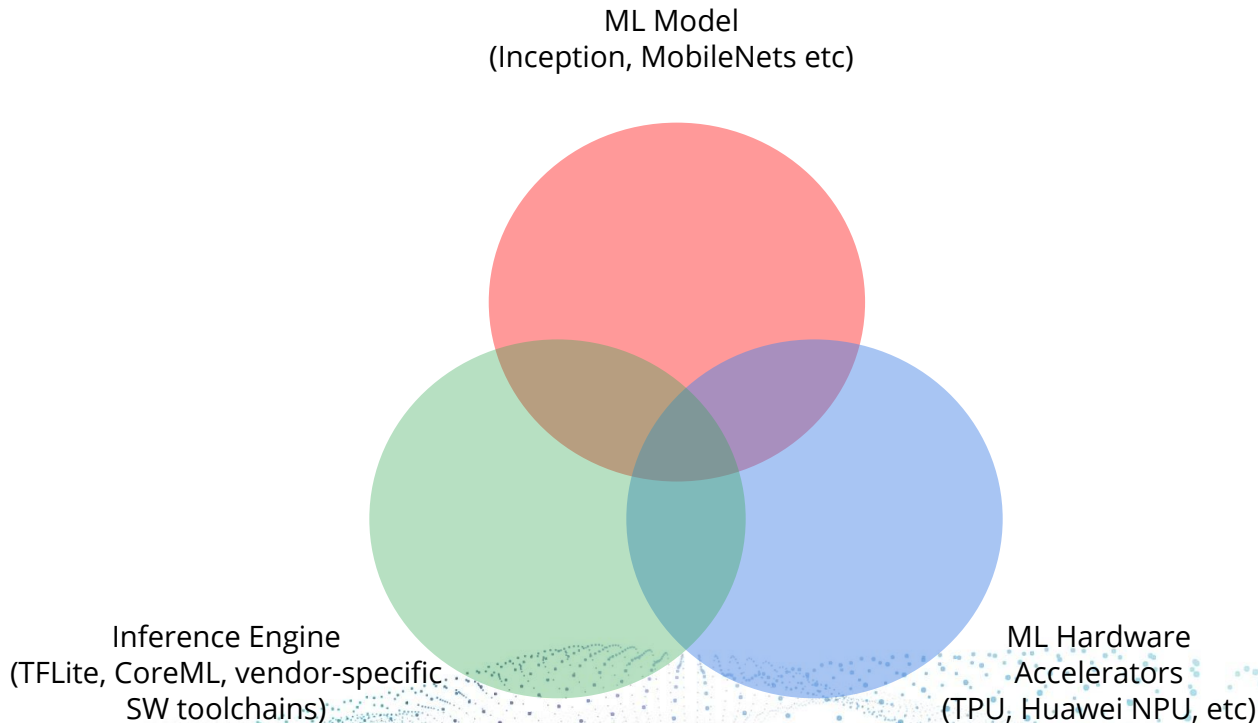 ML Model
(Inception, MobileNets etc)
Inference Engine
(TFLite, CoreML, vendor-specific
SW toolchains)
ML Hardware
Accelerators
(TPU, Huawei NPU, etc)